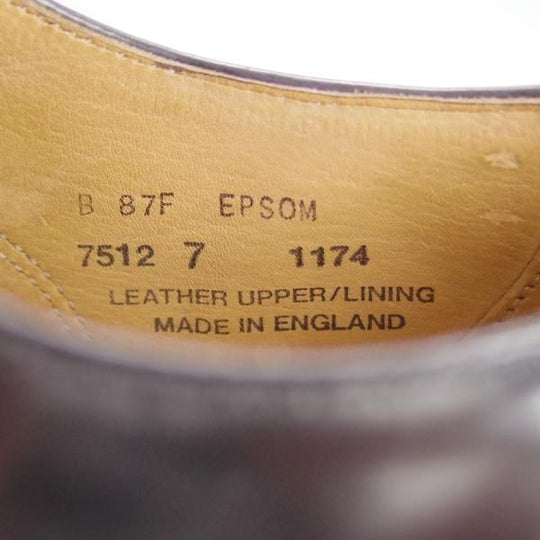 B 87F EPSOM
7512 7 1174
LEATHER UPPER/LINING
MADE IN ENGLAND